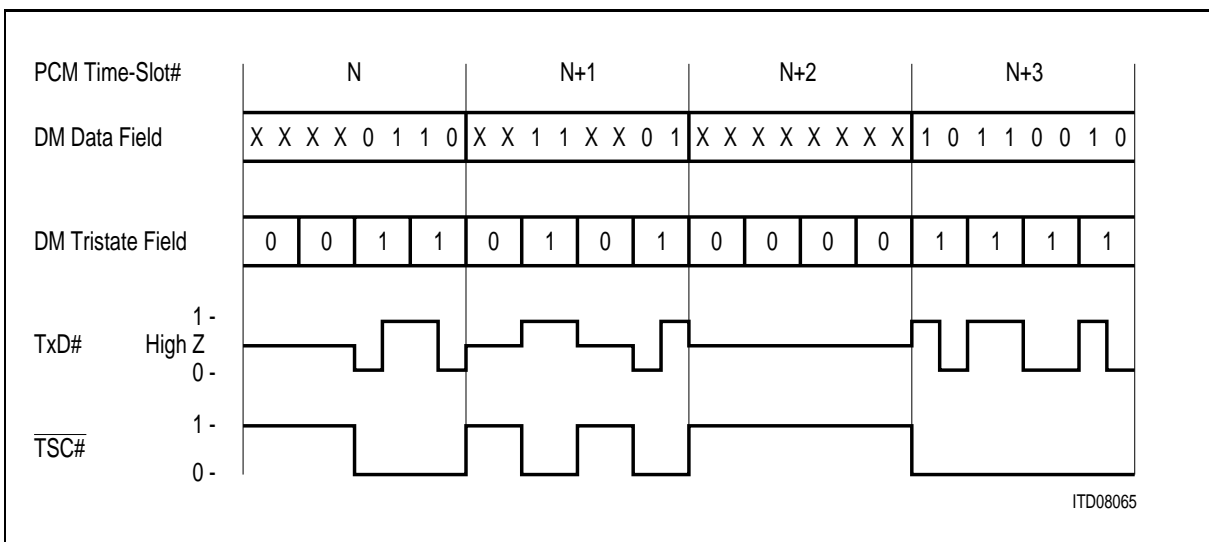 PCM Time-Slot# N N+1 N+2 N+3
DM Data Field X X X X 0 1 1 0 X X 1 1 X X 0 1 X X X X X X X X 1 0 1 1 0 0 1 0
DM Tristate Field 0 0 1 1 0 1 0 1 0 0 0 0 1 1 1 1
1 -
TxD# High Z
0 -
1 -
TSC#
0 -
ITD08065